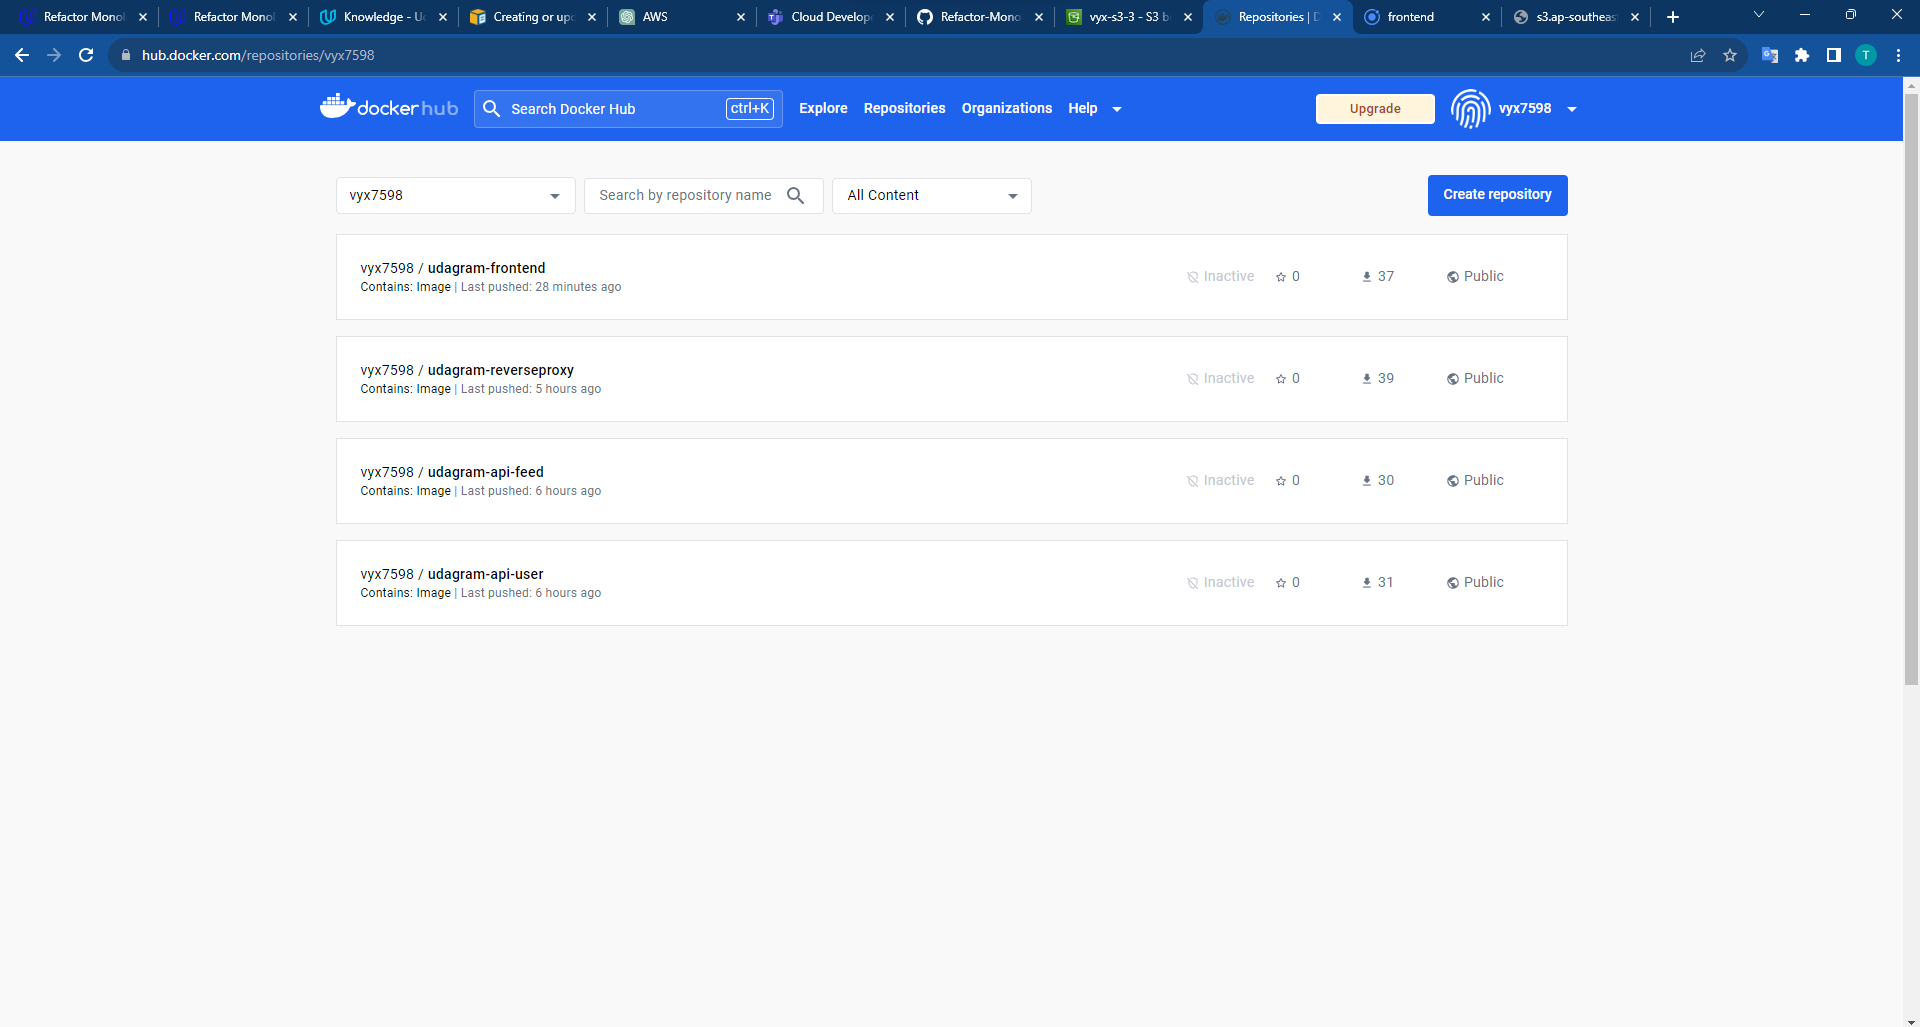 Refactor Monol
Refactor Monol
Knowledge - Ud
Creating or upd
AWS
Cloud Develope
Refactor-Mono
vyx-s3-3 - S3 b
Repositories | D
frontend
s3.ap-southeast
hub.docker.com/repositories/vyx7598
T
docker hub
Search Docker Hub
ctrl+K
Explore
Repositories
Organizations
Help
Upgrade
vyx7598
vyx7598
Search by repository name
All Content
Create repository
vyx7598 / udagram-frontend
Contains: Image | Last pushed: 28 minutes ago
Inactive
0
37
Public
vyx7598 / udagram-reverseproxy
Contains: Image | Last pushed: 5 hours ago
Inactive
0
39
Public
vyx7598 / udagram-api-feed
Contains: Image | Last pushed: 6 hours ago
Inactive
0
30
Public
vyx7598 / udagram-api-user
Contains: Image | Last pushed: 6 hours ago
Inactive
0
31
Public